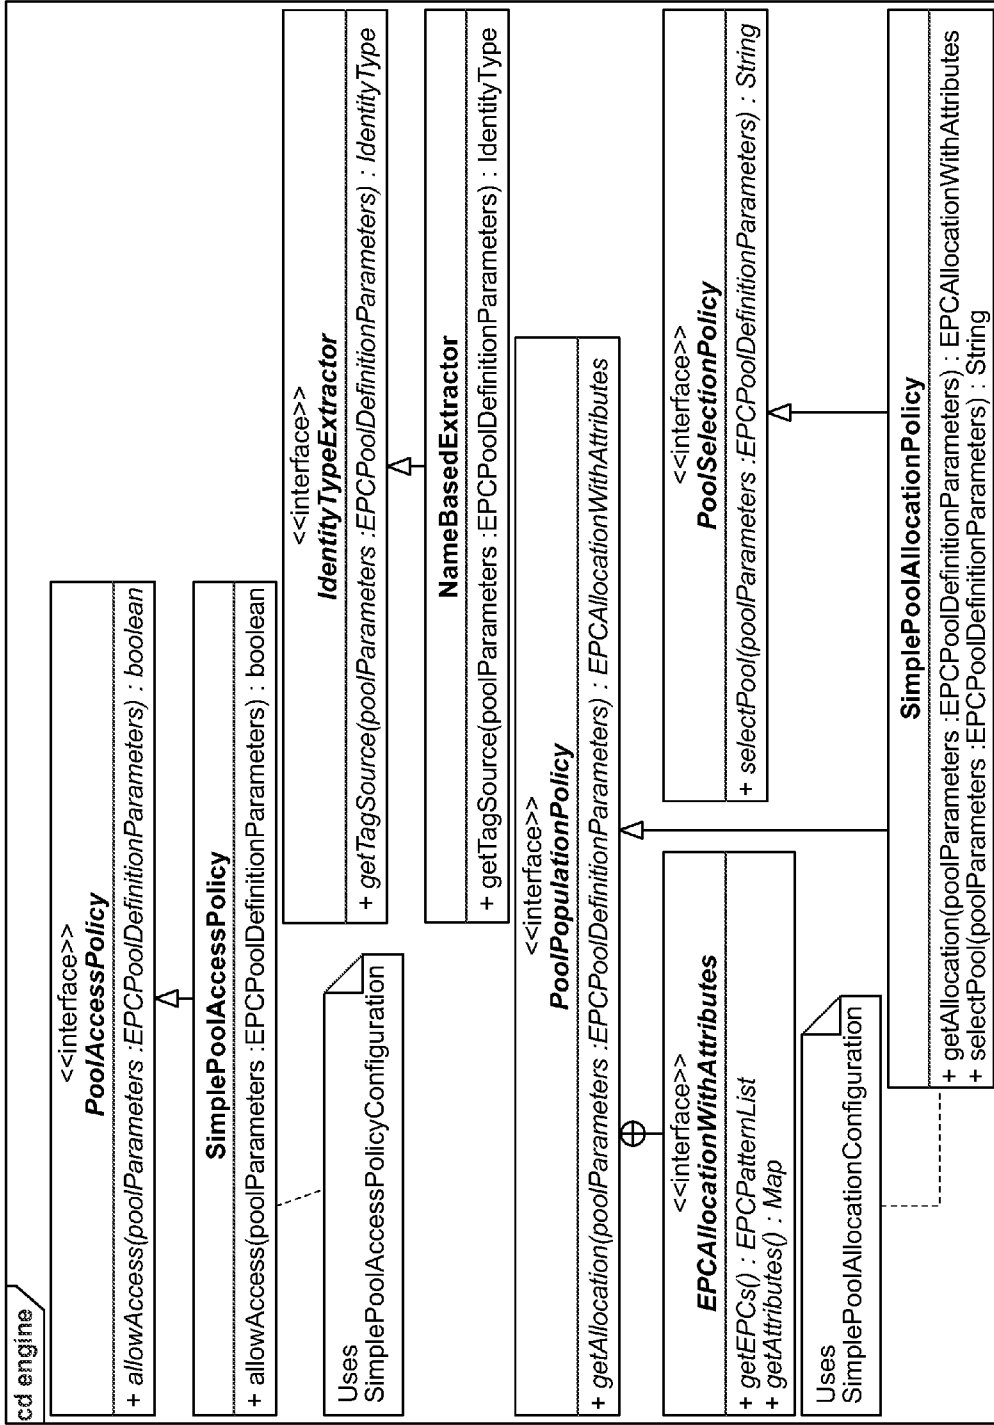 cd engine
<<interface>>
PoolAccessPolicy
+ allowAccess(poolParameters :EPCPoolDefinitionParameters) : boolean
SimplePoolAccessPolicy
+ allowAccess(poolParameters :EPCPoolDefinitionParameters) : boolean
Uses
SimplePoolAccessPolicyConfiguration
<<interface>>
IdentityTypeExtractor
+ getTagSource(poolParameters :EPCPoolDefinitionParameters) : IdentityType
NameBasedExtractor
+ getTagSource(poolParameters :EPCPoolDefinitionParameters) : IdentityType
<<interface>>
PoolPopulationPolicy
+ getAllocation(poolParameters :EPCPoolDefinitionParameters) : EPCAllocationWithAttributes
<<interface>>
EPCAllocationWithAttributes
+ getEPCs() : EPCPatternList
+ getAttributes() : Map
<<interface>>
PoolSelectionPolicy
+ selectPool(poolParameters :EPCPoolDefinitionParameters) : String
Uses
SimplePoolAllocationConfiguration
SimplePoolAllocationPolicy
+ getAllocation(poolParameters :EPCPoolDefinitionParameters) : EPCAllocationWithAttributes
+ selectPool(poolParameters :EPCPoolDefinitionParameters) : String